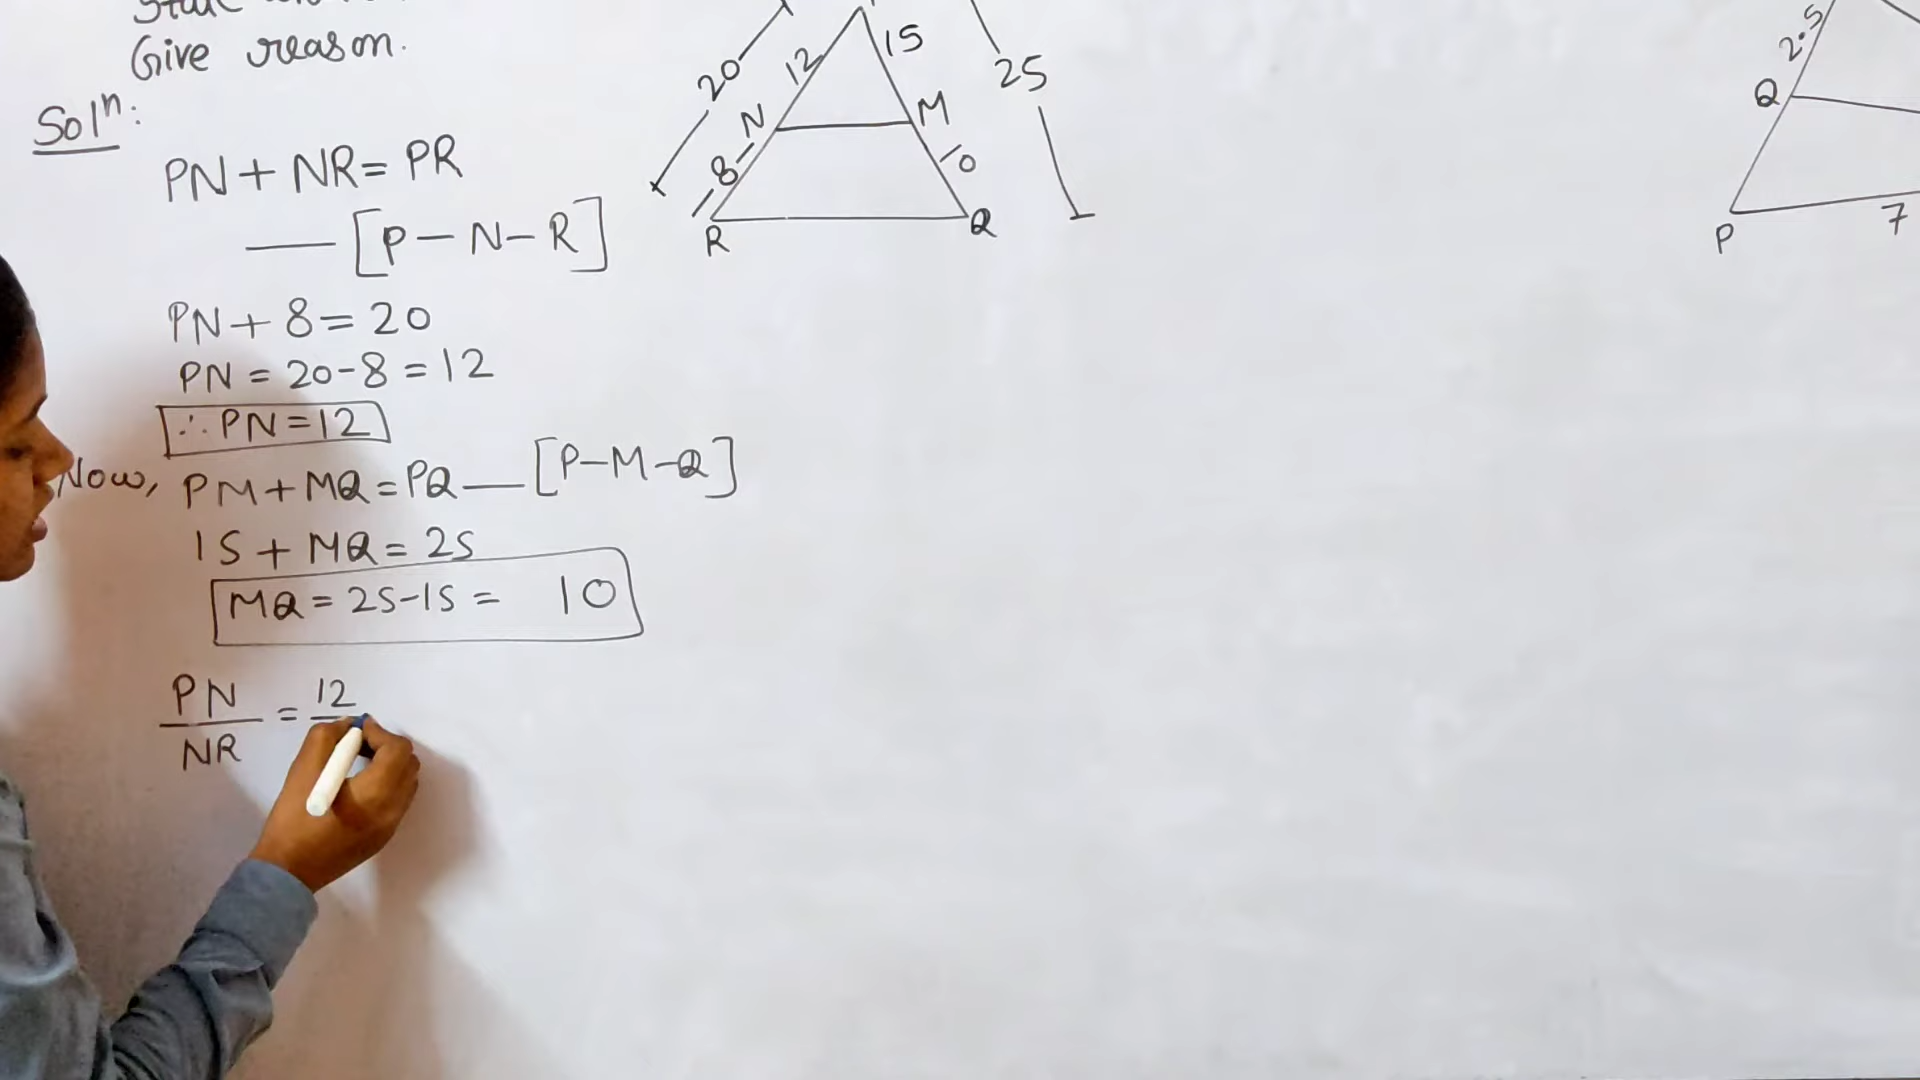 Give reason.
Solⁿ:
PN + NR = PR
— [P – N – R]
PN + 8 = 20
PN = 20 - 8 = 12
∴ PN = 12
Now, PM + MQ = PQ — [P – M – Q]
15 + MQ = 25
MQ = 25 - 15 = 10
PN/NR = 12
20
12
15
25
N
M
8
10
R
Q
2.5
Q
P
7